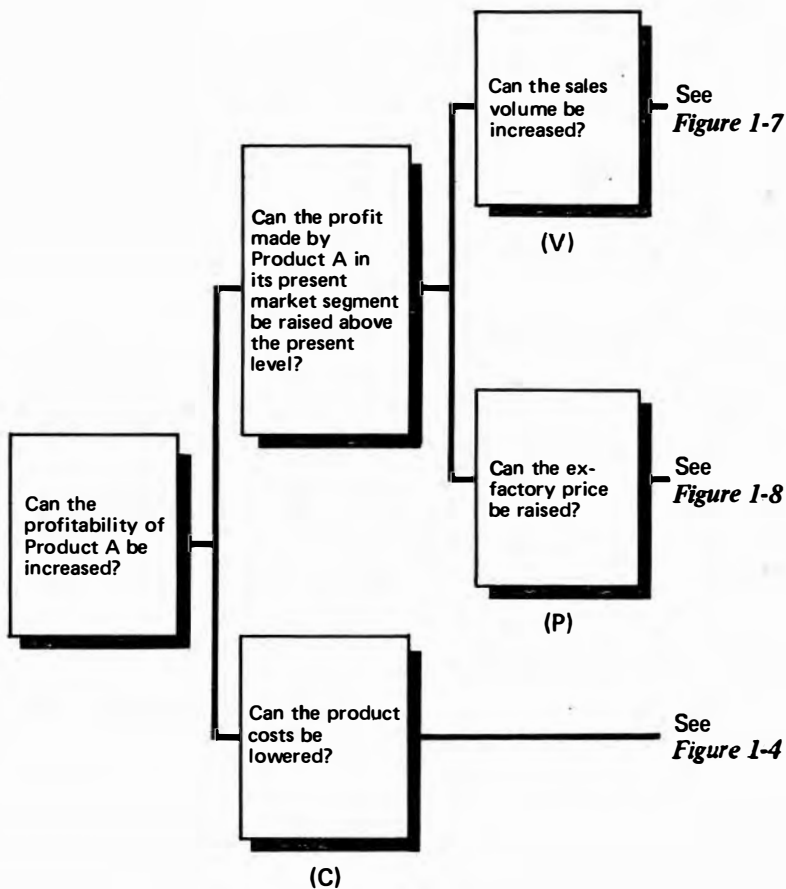 Can the sales
volume be
increased?
(V)
See
Figure 1-7
Can the profit
made by
Product A in
its present
market segment
be raised above
the present
level?
Can the ex-
factory price
be raised?
(P)
See
Figure 1-8
Can the
profitability of
Product A be
increased?
Can the product
costs be
lowered?
(C)
See
Figure 1-4